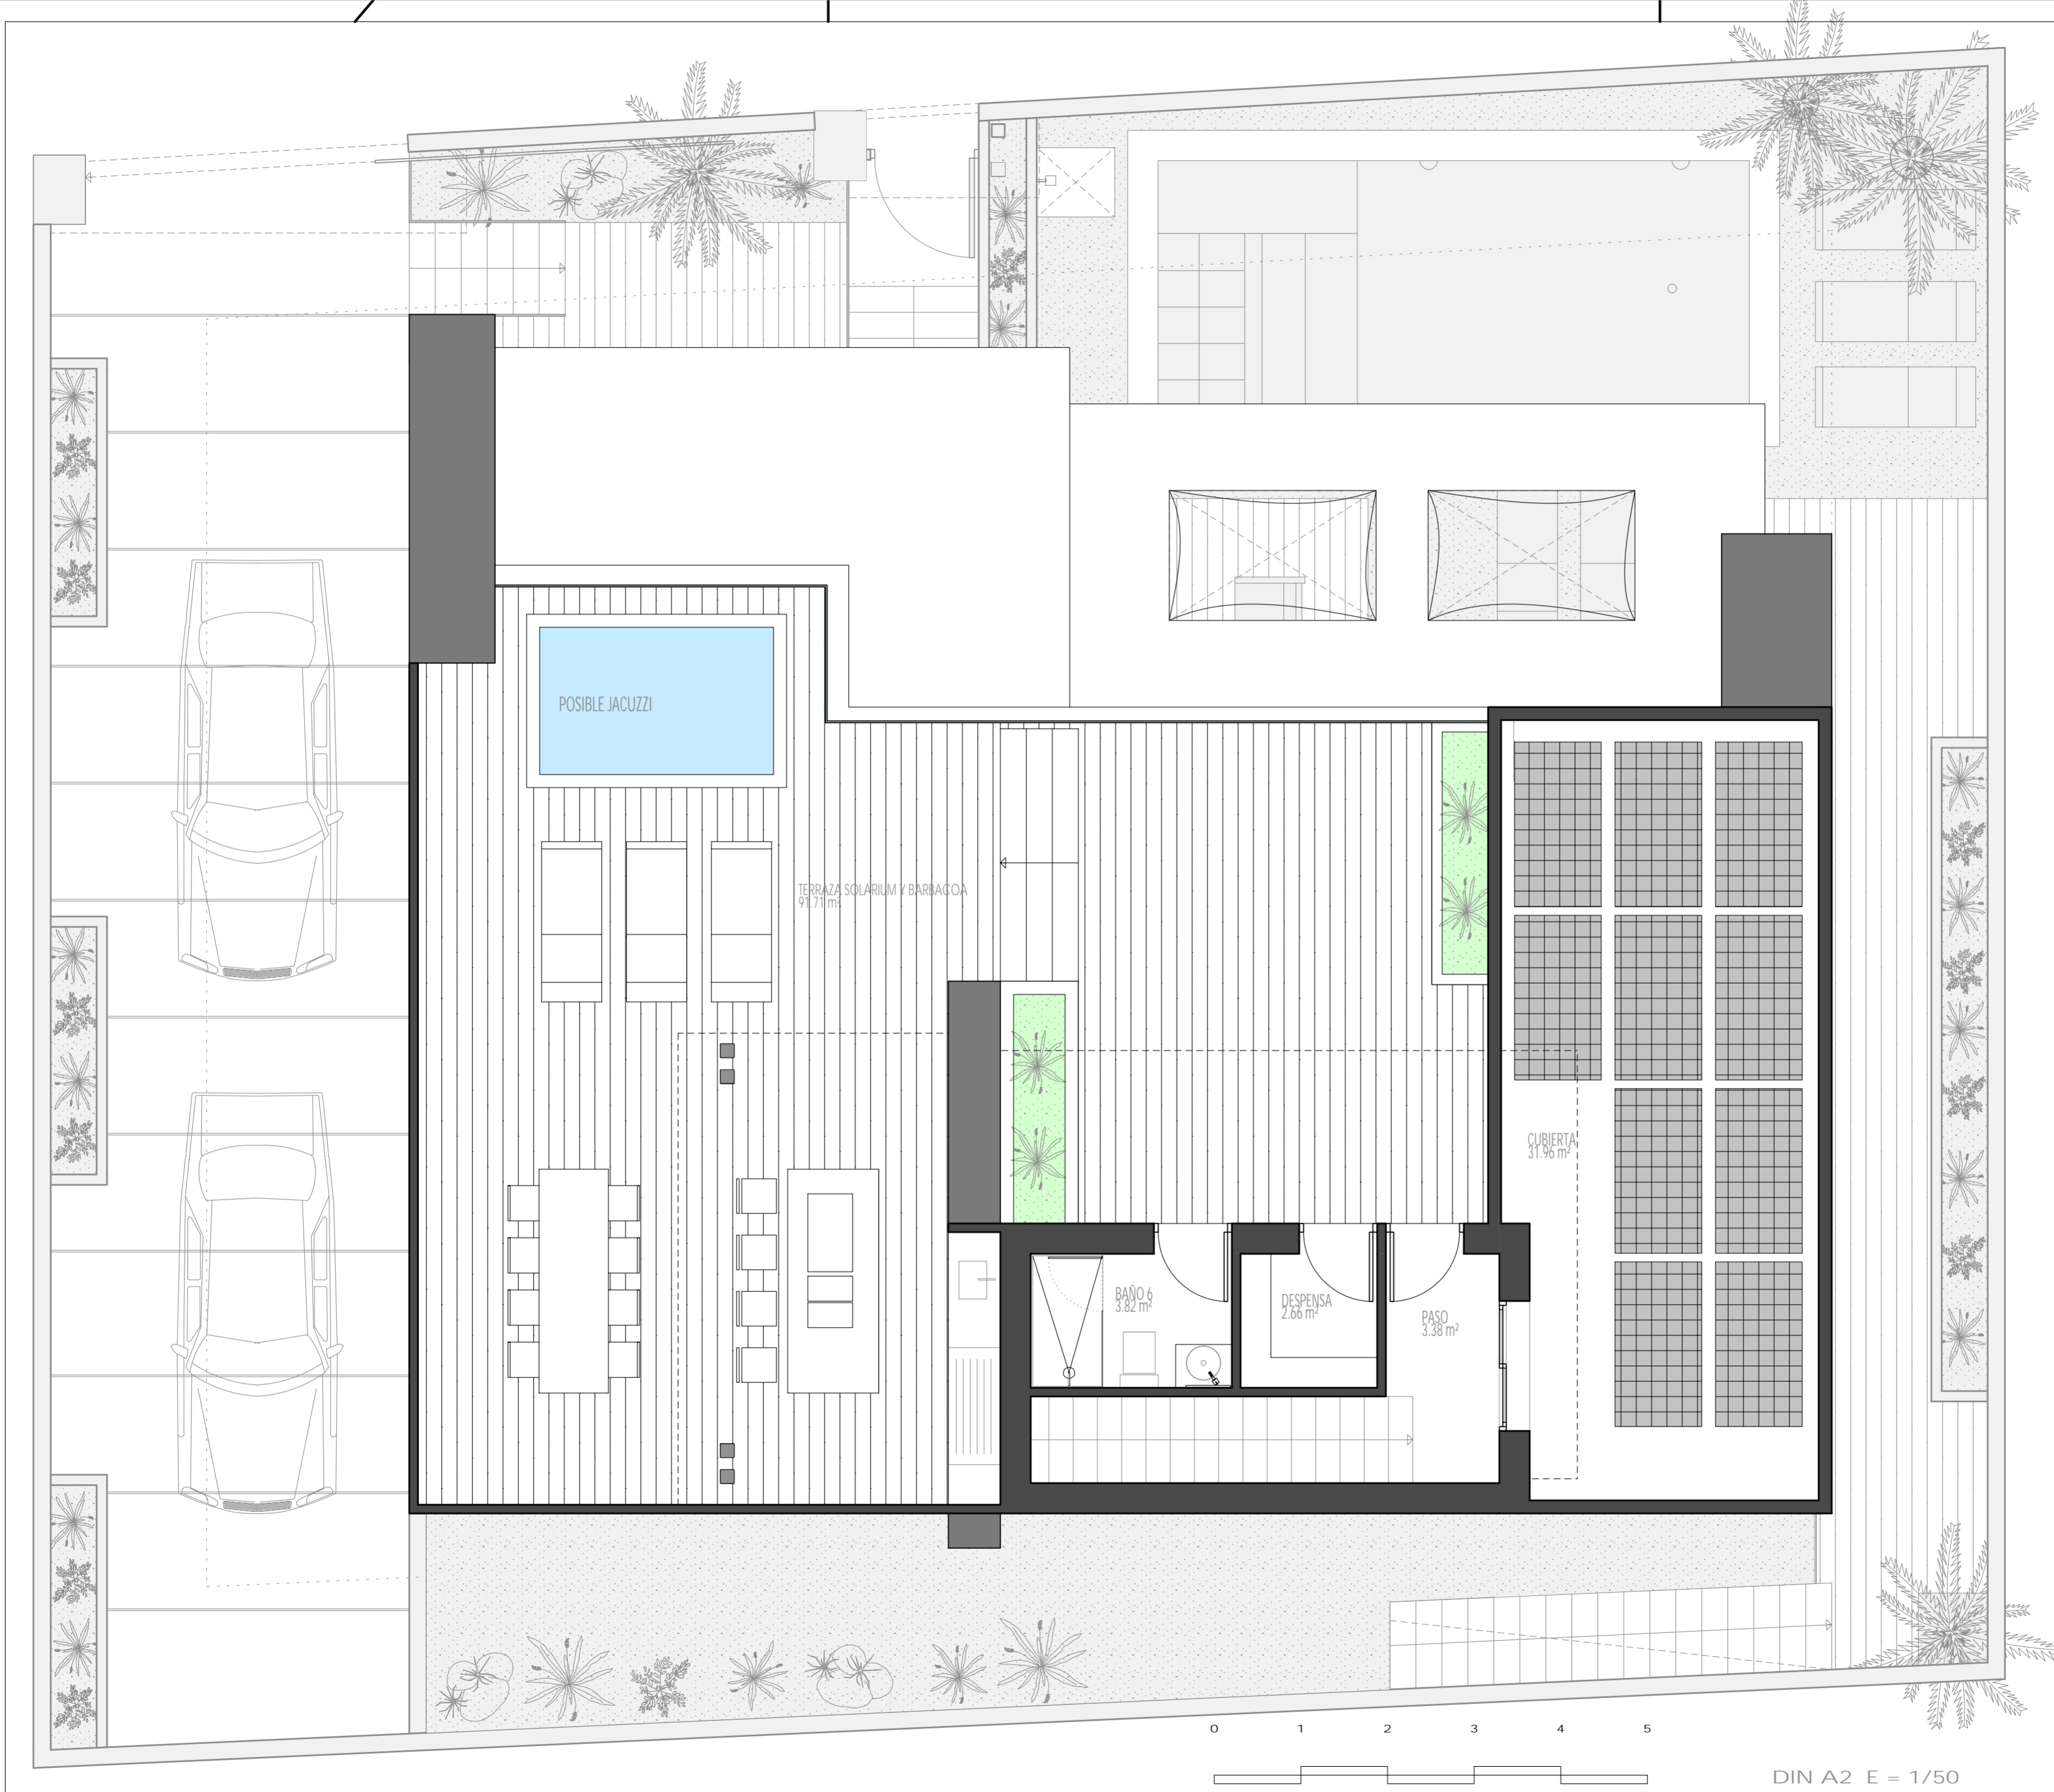 POSIBLE JACUZZI
TERRAZA SOLARIUM Y BARBACOA
91.71 m²
CUBIERTA
31.96 m²
BAÑO 6
3.82 m²
DESPENSA
2.66 m²
PASO
3.38 m²
0 1 2 3 4 5
DIN A2 E = 1/50